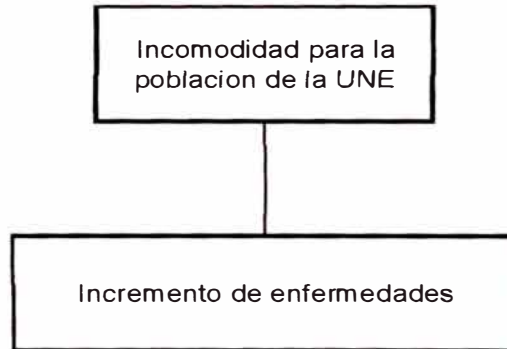 Incomodidad para la
poblacion de la UNE
Incremento de enfermedades